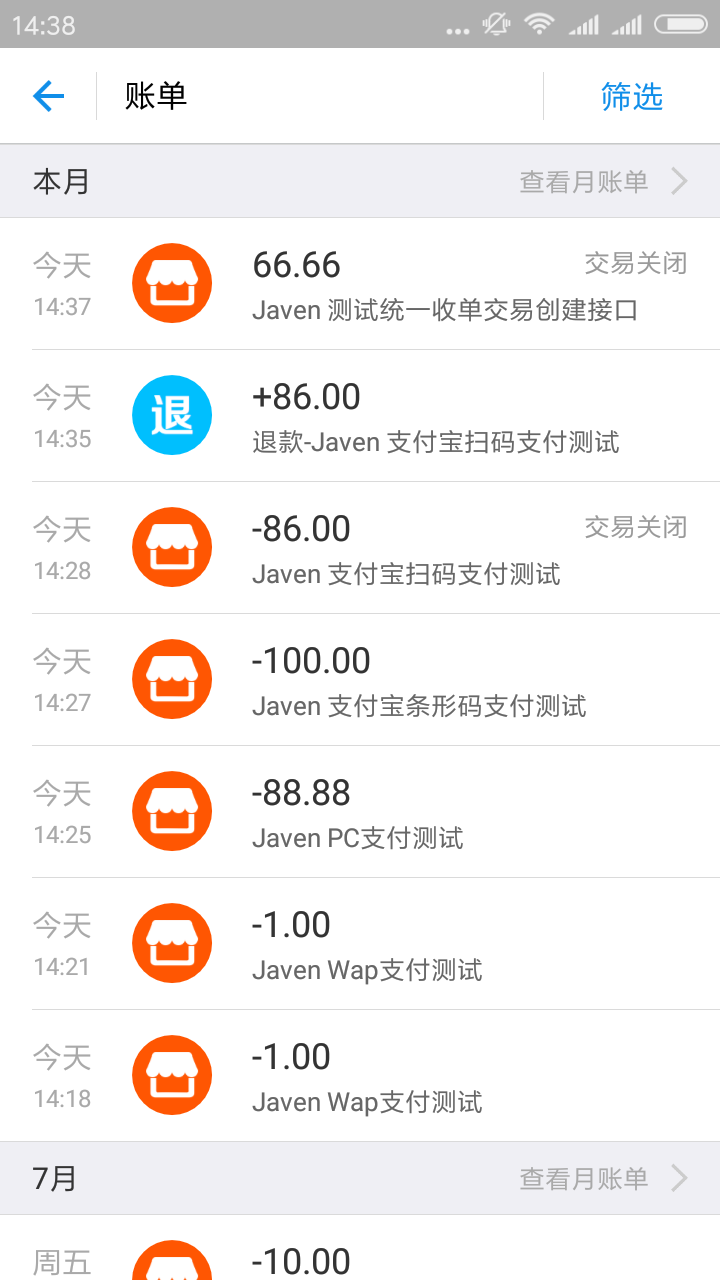 14:38
账单
筛选
本月
查看月账单
今天
14:37
66.66
交易关闭
Javen 测试统一收单交易创建接口
今天
14:35
退
+86.00
退款-Javen 支付宝扫码支付测试
今天
14:28
-86.00
交易关闭
Javen 支付宝扫码支付测试
今天
14:27
-100.00
Javen 支付宝条形码支付测试
今天
14:25
-88.88
Javen PC支付测试
今天
14:21
-1.00
Javen Wap支付测试
今天
14:18
-1.00
Javen Wap支付测试
7月
查看月账单
周五
-10.00